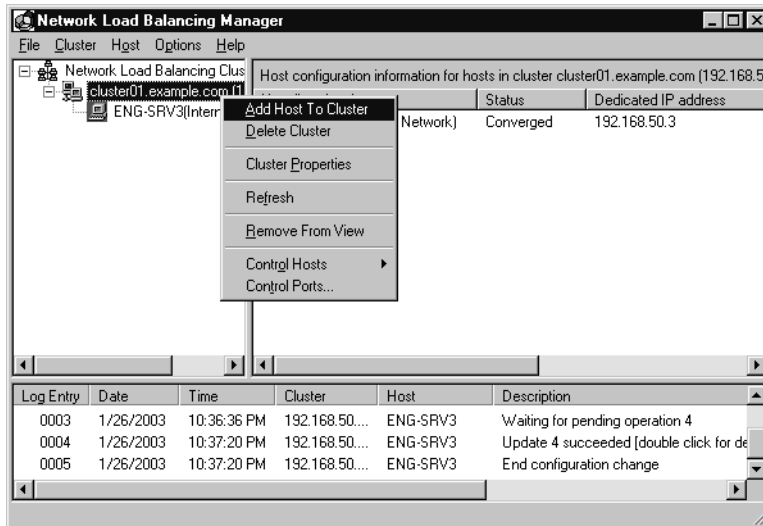 Network Load Balancing Manager
File Cluster Host Options Help
Network Load Balancing Clus
cluster01.example.com (1
ENG-SRV3(Intern
Host configuration information for hosts in cluster cluster01.example.com (192.168.5
Status Dedicated IP address
Network) Converged 192.168.50.3
Add Host To Cluster
Delete Cluster
Cluster Properties
Refresh
Remove From View
Control Hosts
Control Ports...
Log Entry Date Time Cluster Host Description
0003 1/26/2003 10:36:36 PM 192.168.50.... ENG-SRV3 Waiting for pending operation 4
0004 1/26/2003 10:37:20 PM 192.168.50.... ENG-SRV3 Update 4 succeeded [double click for de
0005 1/26/2003 10:37:20 PM 192.168.50.... ENG-SRV3 End configuration change